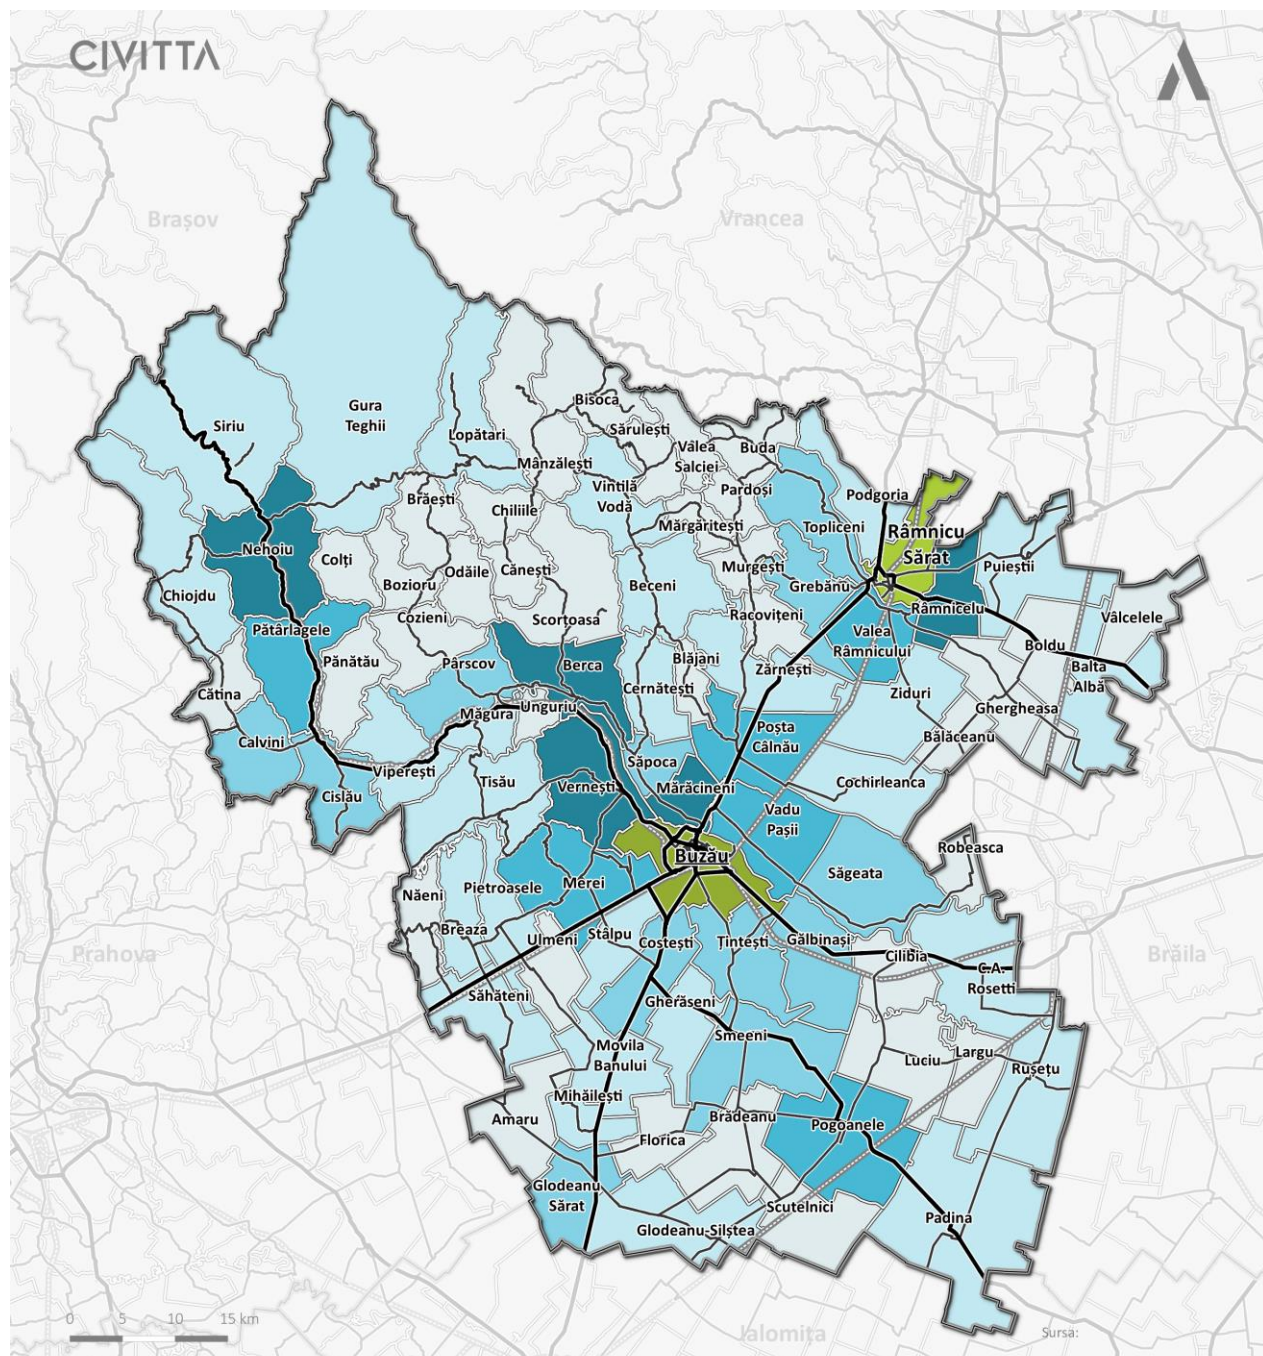 CIVITTA
Brașov
Vrancea
Siriu
Gura
Teghii
Bisoca
Lopătari
Sărulești
Valea
Salciei
Buda
Mânzălești
Brăești
Vintilă
Vodă
Pardoși
Podgoria
Chiliile
Mărgăritești
Topliceni
Râmnicu
Sărat
Nehoiu
Colți
Odăile
Cănești
Murgești
Puieștii
Bozioru
Beceni
Grebănu
Chiojdu
Râmnicelu
Cozieni
Scorțoasa
Racovițeni
Vâlcelele
Pătârlagele
Valea
Râmnicului
Boldu
Pănătău
Pârscov
Berca
Blăjani
Zărnești
Balta
Albă
Cătina
Cernătești
Ziduri
Ghergheasa
Unguriu
Măgura
Calvini
Poșta
Câlnău
Bălăceanu
Săpoca
Viperești
Tisău
Vernești
Mărăcineni
Cochirleanca
Cislău
Vadu
Pașii
Robeasca
Buzău
Săgeata
Năeni
Pietroasele
Merei
Breaza
Ulmeni
Stâlpu
Costești
Țintești
Gălbinași
Prahova
Brăila
Cilibia
C.A.
Rosetti
Săhăteni
Gherăseni
Smeeni
Movila
Banului
Luciu
Largu
Rușețu
Mihăilești
Amaru
Brădeanu
Pogoanele
Florica
Glodeanu
Sărat
Scutelnici
Padina
Glodeanu-Silștea
0 5 10 15 km
Ialomița
Sursa: